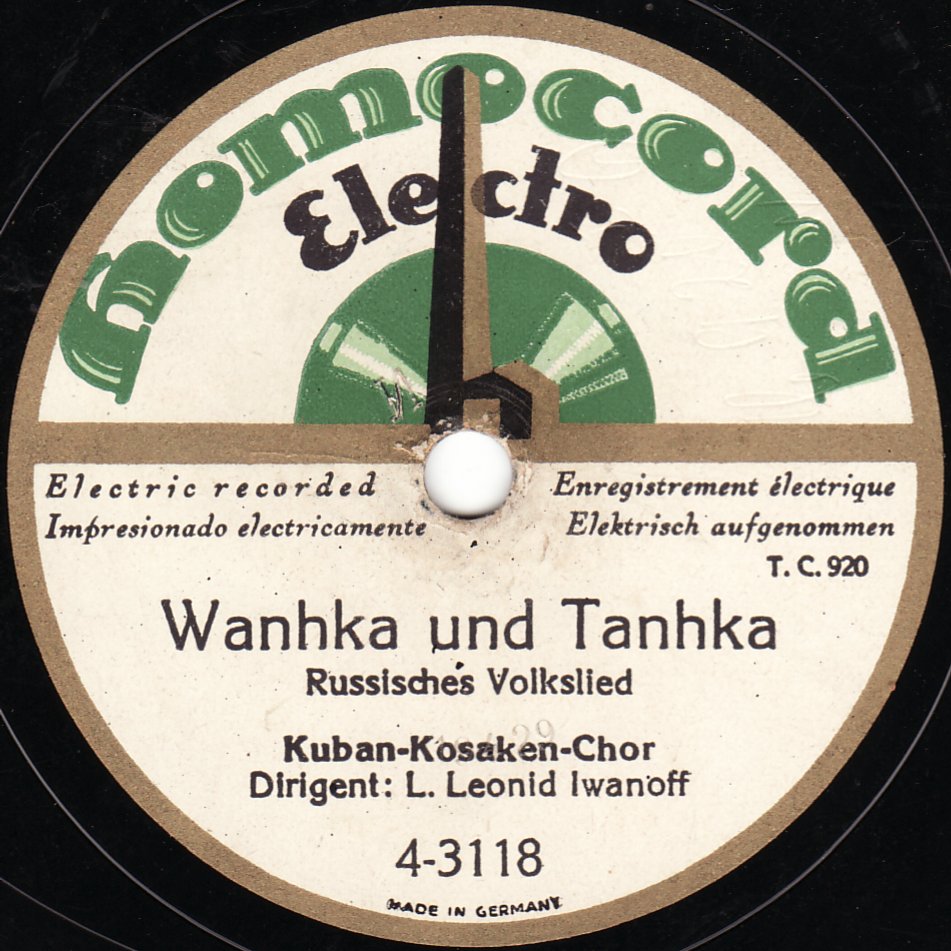 homocord
Electro
Electric recorded
Impresionado electricamente
Enregistrement électrique
Elektrisch aufgenommen
T. C. 920
Wanhka und Tanhka
Russisches Volkslied
Kuban-Kosaken-Chor
Dirigent: L. Leonid Iwanoff
4-3118
MADE IN GERMANY